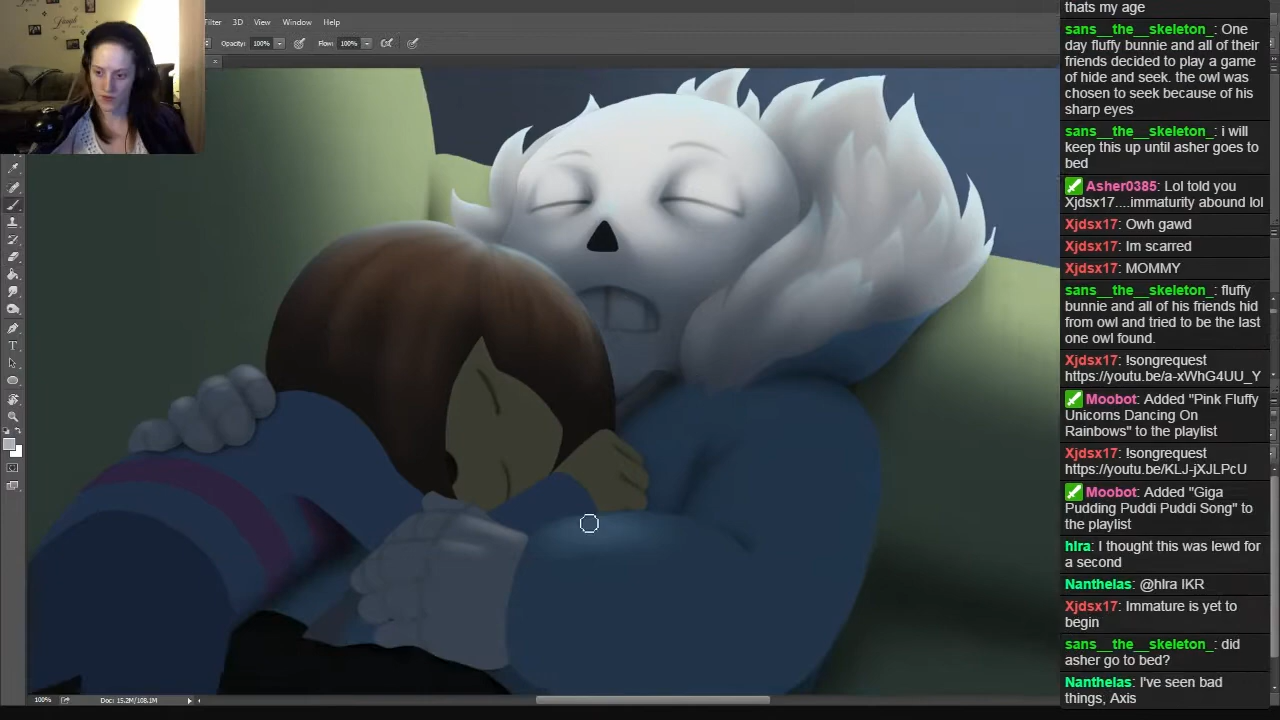 Filter 3D View Window Help
Opacity: 100% Flow: 100%
100% Doc: 15.2M/108.1M
thats my age
sans__the__skeleton_: One
day fluffy bunnie and all of their
friends decided to play a game
of hide and seek. the owl was
chosen to seek because of his
sharp eyes
sans__the__skeleton_: i will
keep this up until asher goes to
bed
Asher0385: Lol told you
Xjdsx17....immaturity abound lol
Xjdsx17: Owh gawd
Xjdsx17: Im scarred
Xjdsx17: MOMMY
sans__the__skeleton_: fluffy
bunnie and all of his friends hid
from owl and tried to be the last
one owl found.
Xjdsx17: !songrequest
https://youtu.be/a-xWhG4UU_Y
Moobot: Added "Pink Fluffy
Unicorns Dancing On
Rainbows" to the playlist
Xjdsx17: !songrequest
https://youtu.be/KLJ-jXJLPcU
Moobot: Added "Giga
Pudding Puddi Puddi Song" to
the playlist
hlra: I thought this was lewd for
a second
Nanthelas: @hlra IKR
Xjdsx17: Immature is yet to
begin
sans__the__skeleton_: did
asher go to bed?
Nanthelas: I've seen bad
things, Axis